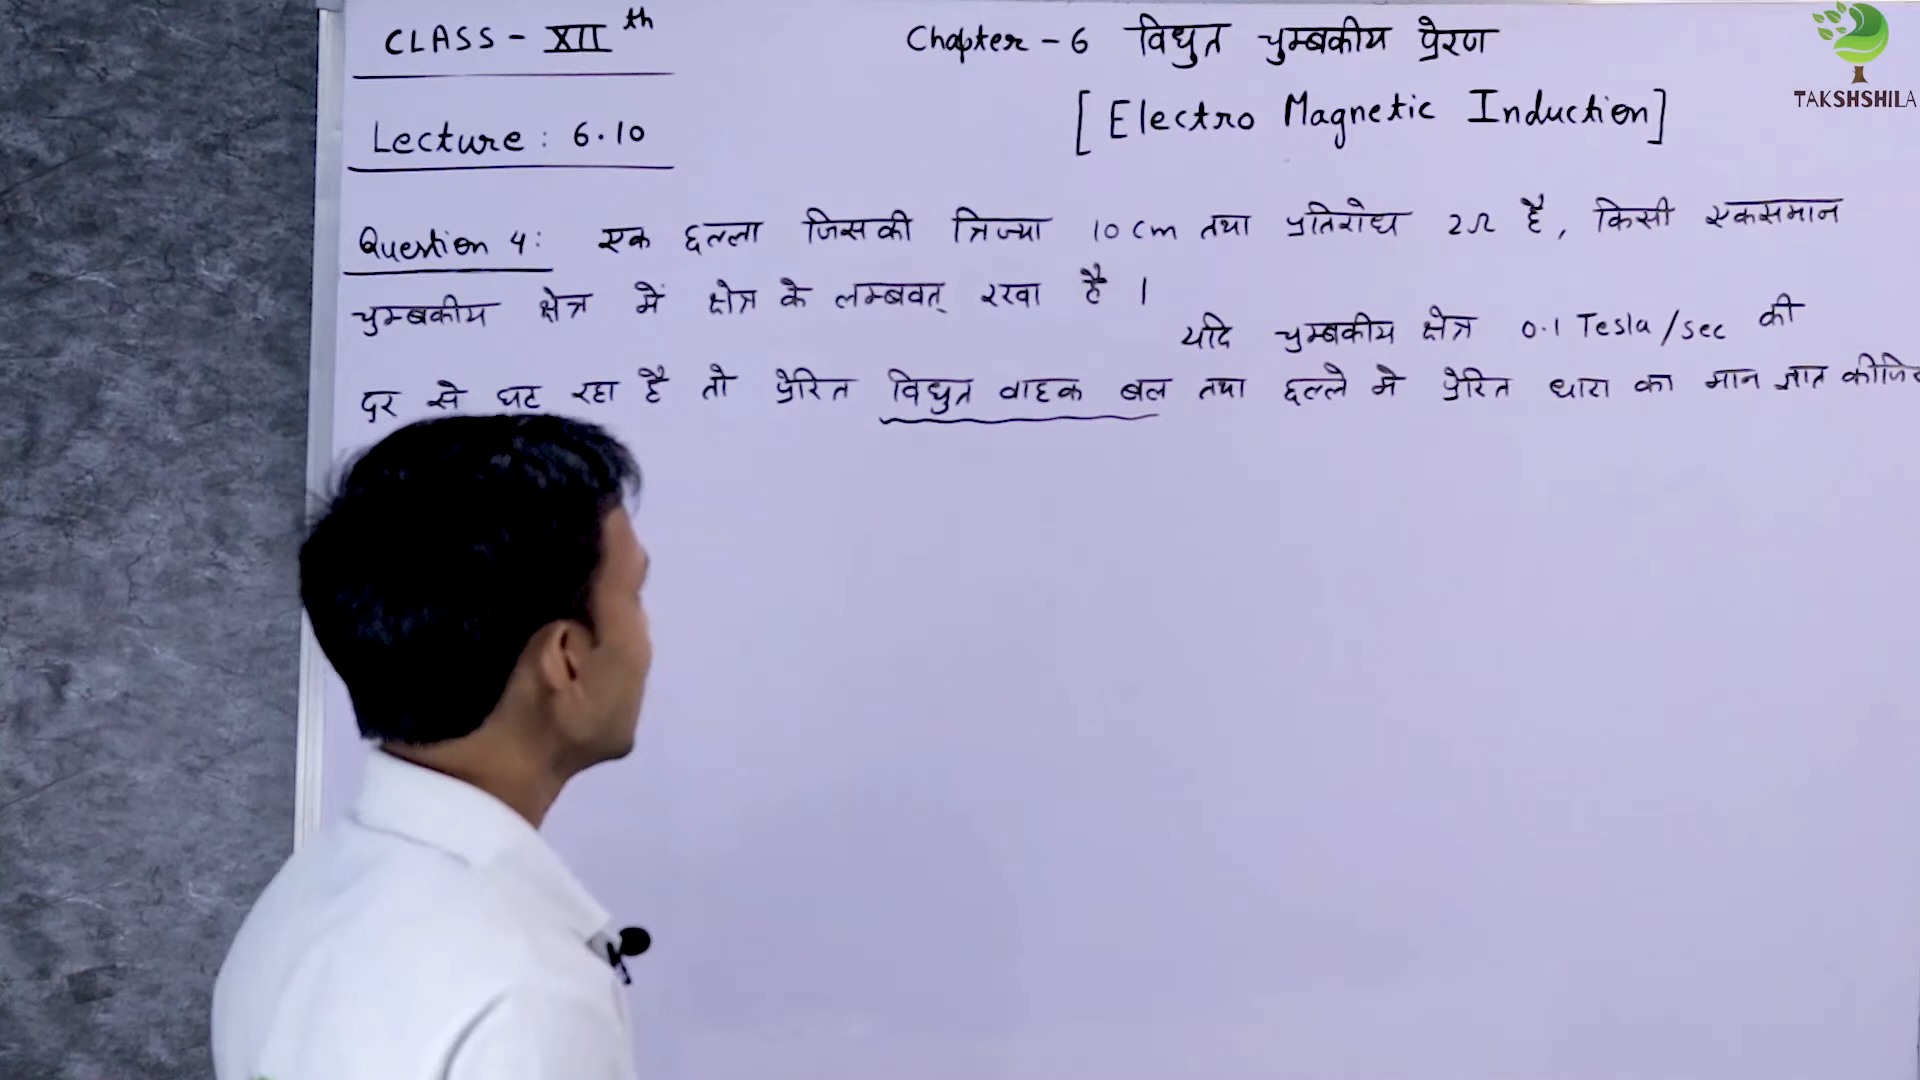 CLASS - XII th
Chapter - 6 विधुत चुम्बकीय प्रेरण
[Electro Magnetic Induction]
TAKSHSHILA
Lecture : 6.10
Question 4 : एक छल्ला जिसकी त्रिज्या 10 cm तथा प्रतिरोध 2Ω है, किसी एकसमान
चुम्बकीय क्षेत्र में क्षेत्र के लम्बवत् रखा है ।
यदि चुम्बकीय क्षेत्र 0.1 Tesla/sec की
दर से घट रहा है तो प्रेरित विधुत वाहक बल तथा छल्ले मे प्रेरित धारा का मान ज्ञात